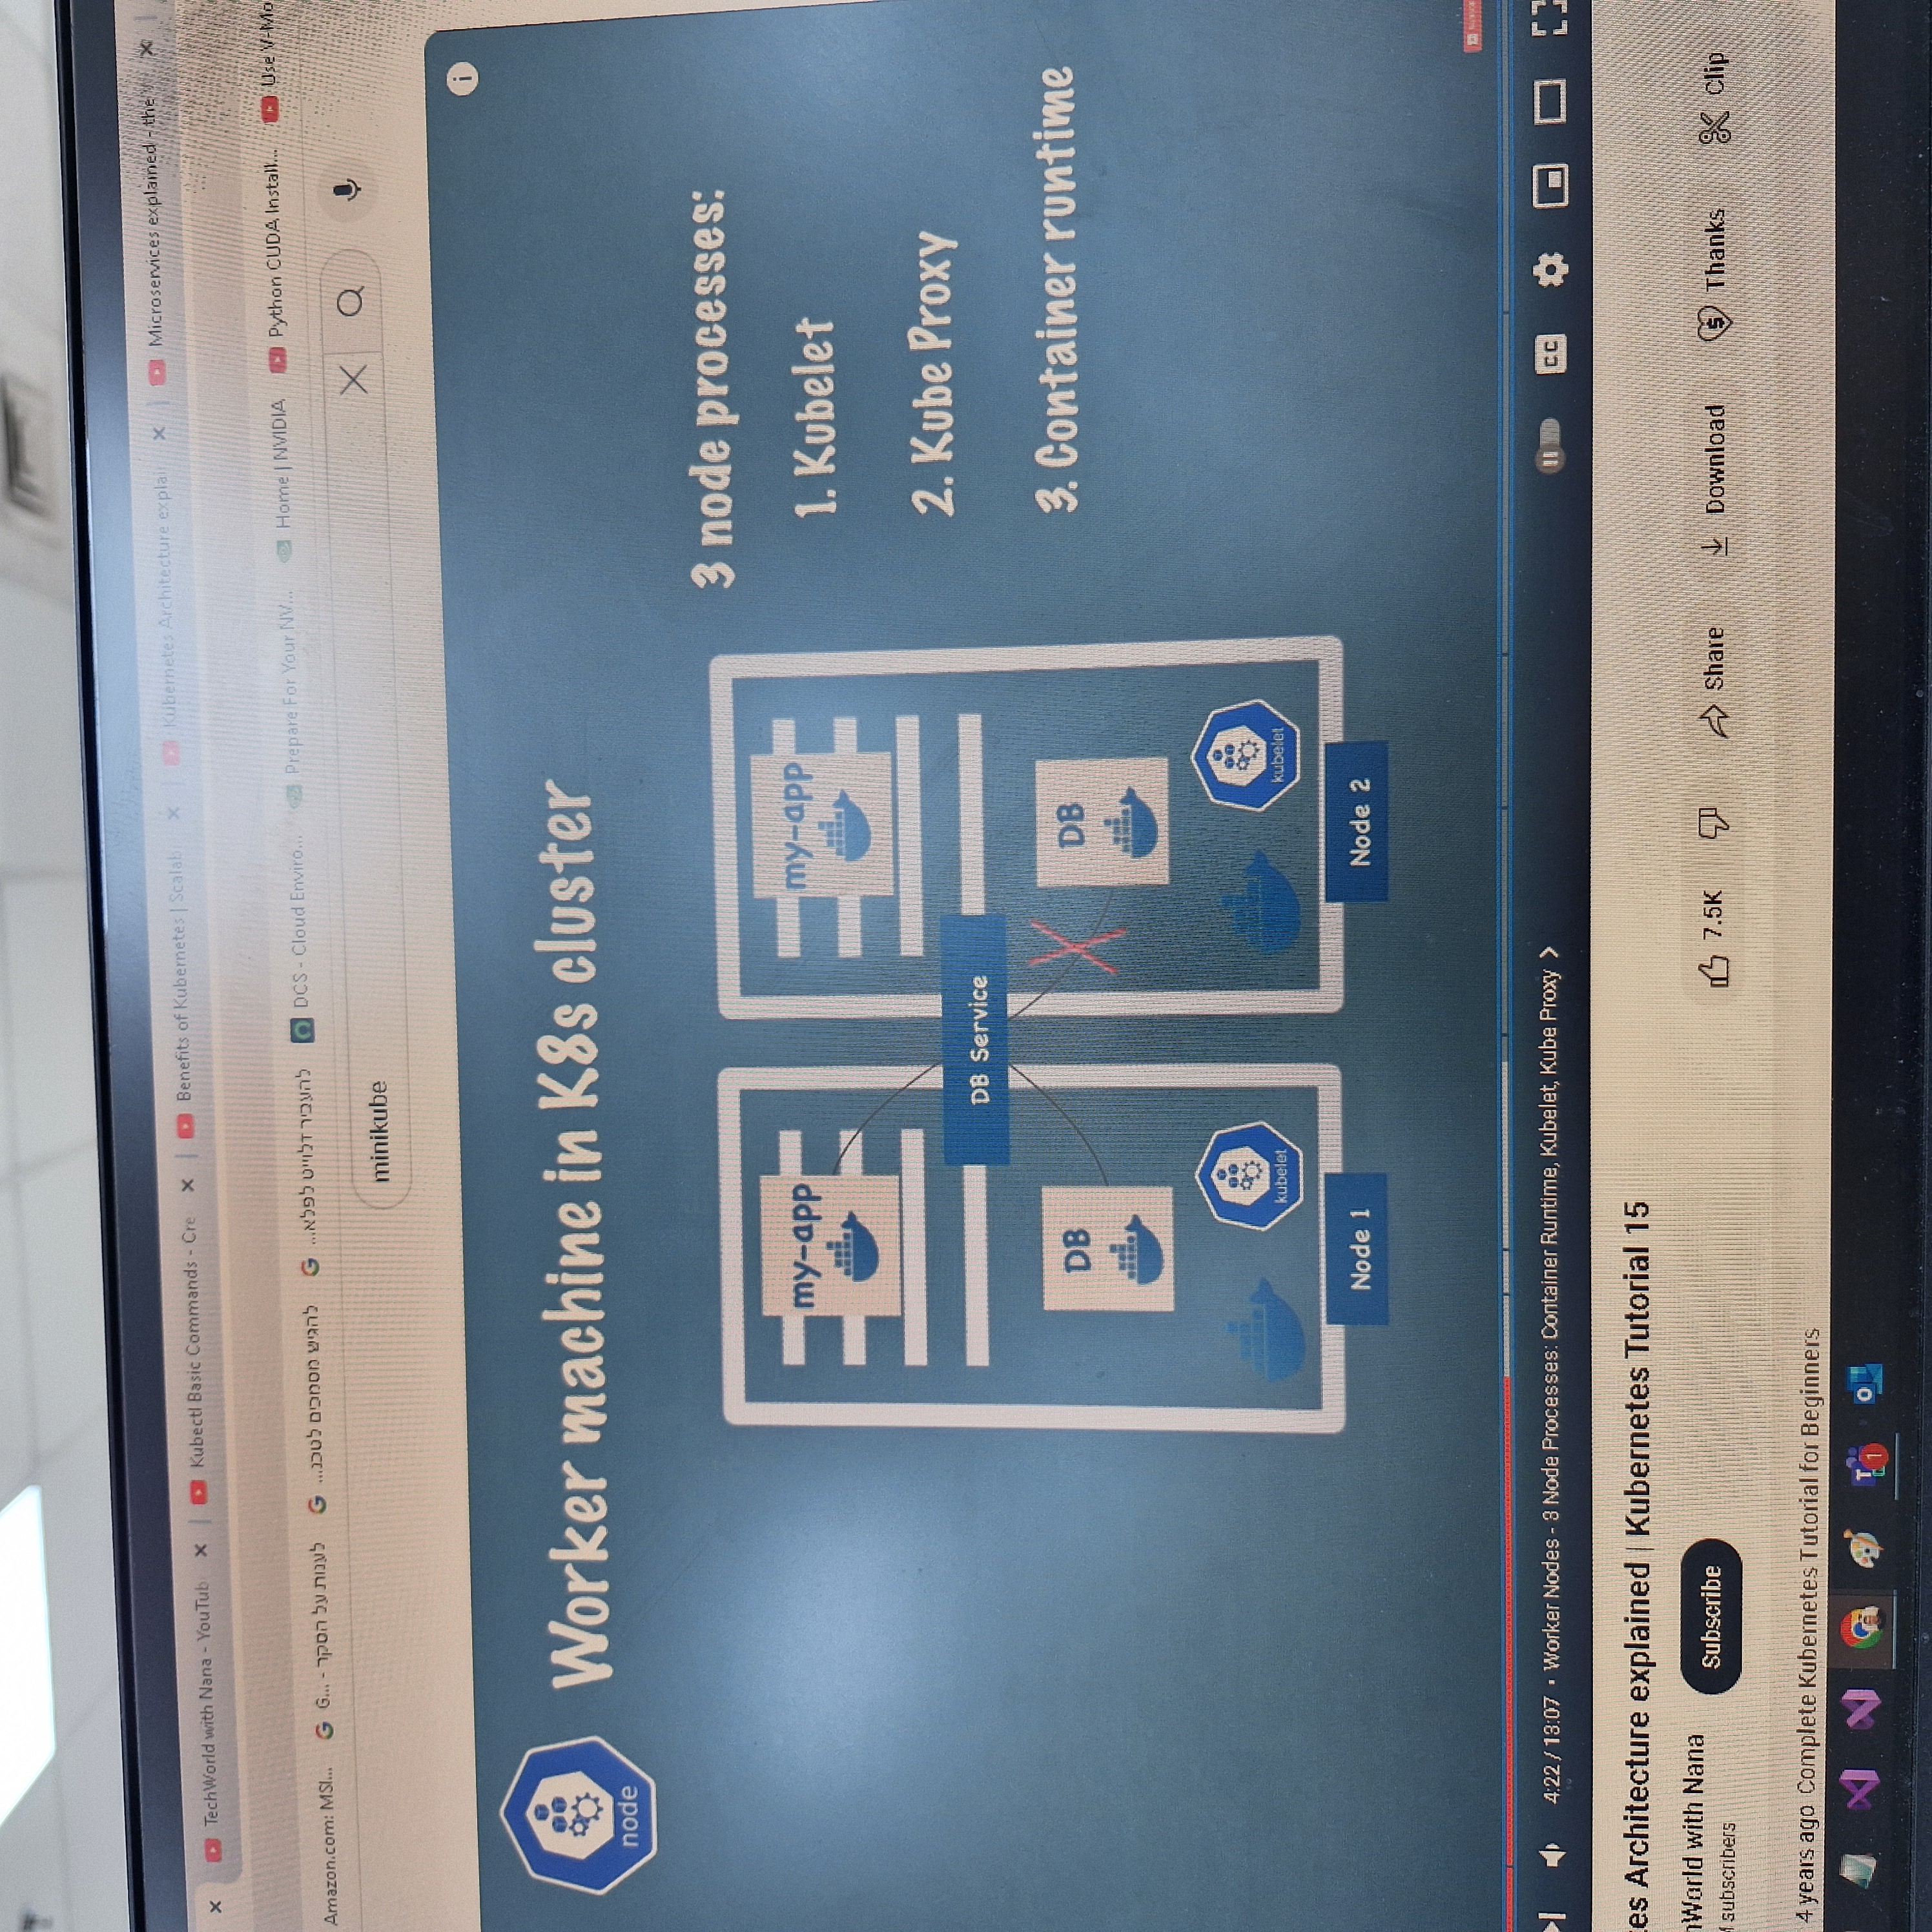 TechWorld with Nana - YouTub
Kubectl Basic Commands - Cre
Benefits of Kubernetes | Scalab
Kubernetes Architecture explai
Microservices explained - the
Amazon.com: MSI...
לענות על הסקר - G...
להגיש מסמכים לטכנ...
להעביר דלוייט לפלא...
DCS - Cloud Enviro...
Prepare For Your NV...
Home | NVIDIA
Python CUDA Install...
Use V-Mo
minikube
node
Worker machine in K8s cluster
3 node processes:
1. Kubelet
2. Kube Proxy
3. Container runtime
my-app
my-app
DB Service
DB
DB
kubelet
kubelet
Node 1
Node 2
4:22 / 13:07 • Worker Nodes - 3 Node Processes: Container Runtime, Kubelet, Kube Proxy
CC
es Architecture explained | Kubernetes Tutorial 15
World with Nana
subscribers
Subscribe
7.5K
Share
Download
Thanks
Clip
4 years ago Complete Kubernetes Tutorial for Beginners
T
1